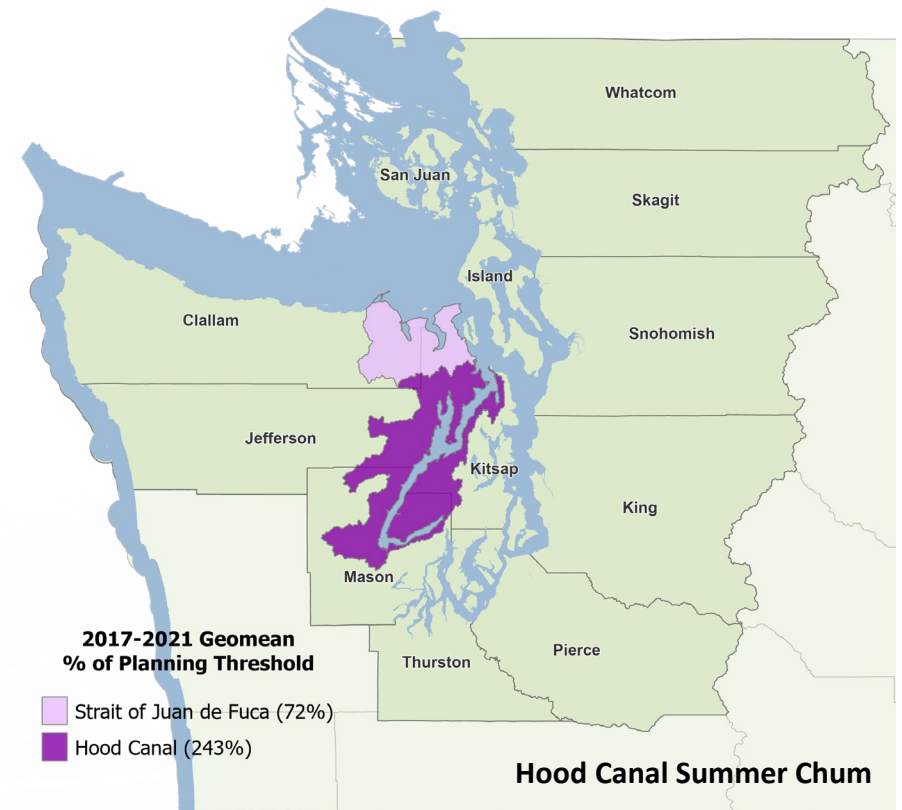 Whatcom
San Juan
Skagit
Island
Clallam
Snohomish
Jefferson
Kitsap
King
Mason
2017-2021 Geomean
% of Planning Threshold
Thurston
Pierce
Strait of Juan de Fuca (72%)
Hood Canal (243%)
Hood Canal Summer Chum